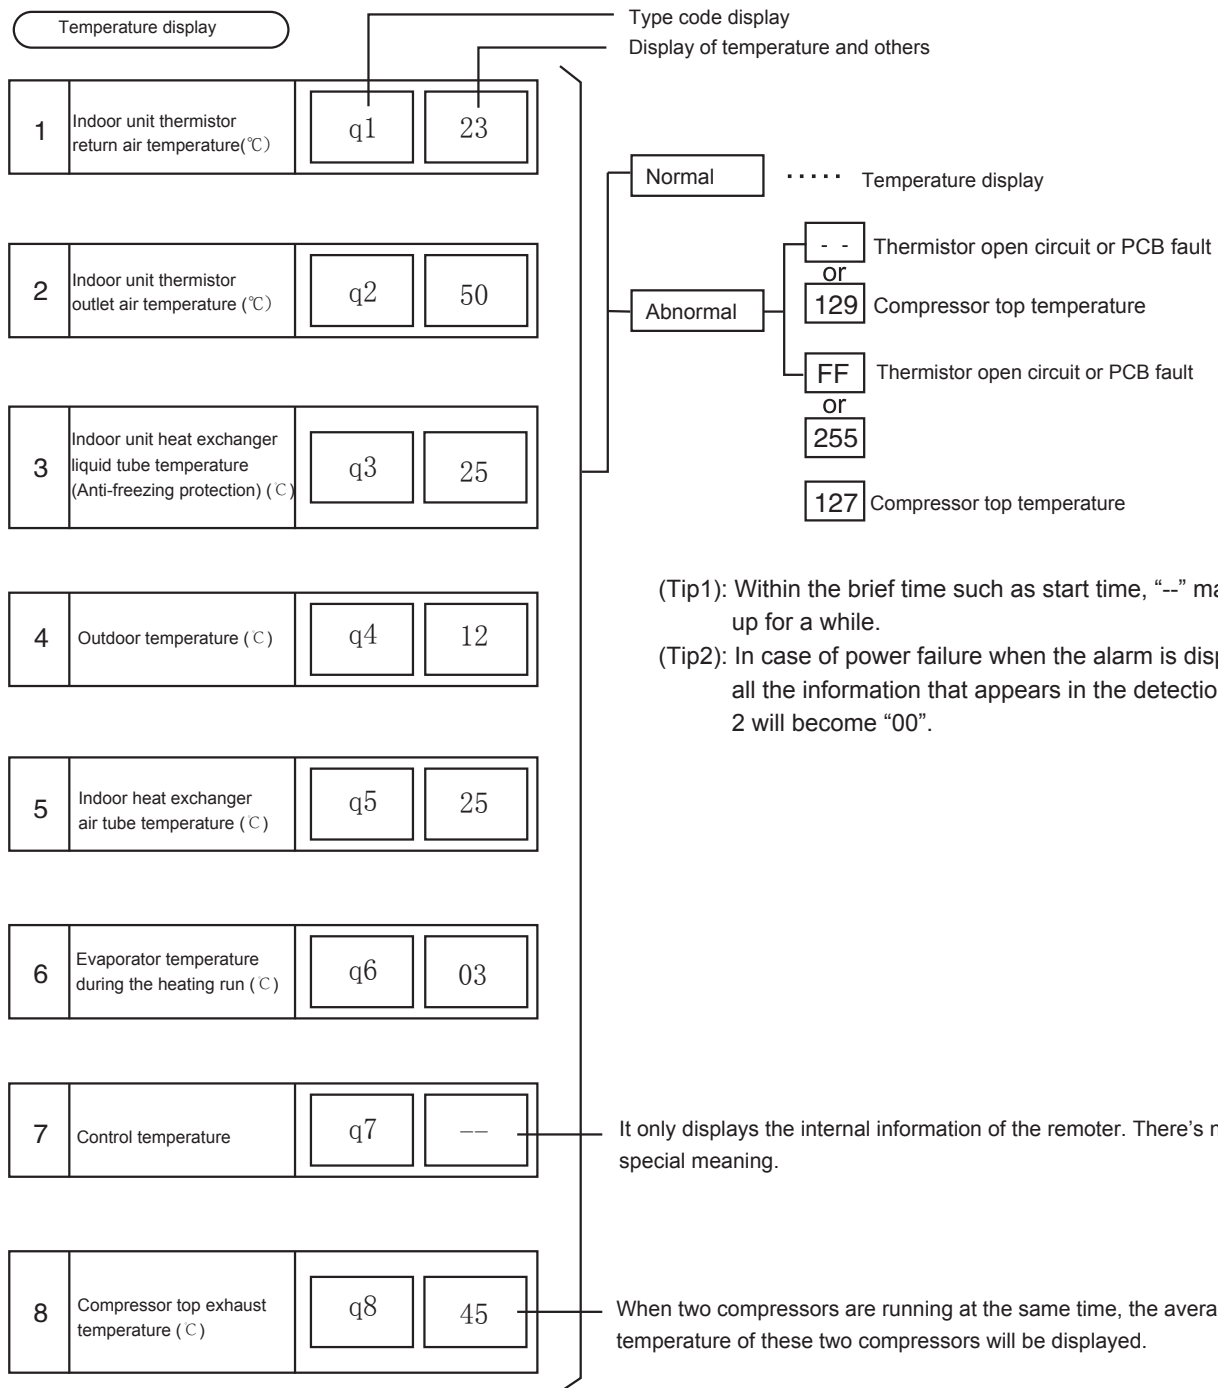 Temperature display
Type code display
Display of temperature and others
1
Indoor unit thermistor
return air temperature(℃)
q1
23
Normal
·····
Temperature display
- -
Thermistor open circuit or PCB fault
or
2
Indoor unit thermistor
outlet air temperature (℃)
q2
50
Abnormal
129
Compressor top temperature
FF
Thermistor open circuit or PCB fault
or
255
3
Indoor unit heat exchanger
liquid tube temperature
(Anti-freezing protection) (℃)
q3
25
127
Compressor top temperature
(Tip1): Within the brief time such as start time, “--”
up for a while.
(Tip2): In case of power failure when the alarm is
all the information that appears in the
2 will become “00”.
4
Outdoor temperature (℃)
q4
12
5
Indoor heat exchanger
air tube temperature (℃)
q5
25
6
Evaporator temperature
during the heating run (℃)
q6
03
7
Control temperature
q7
--
It only displays the internal information of the remoter. There’s
special meaning.
8
Compressor top exhaust
temperature (℃)
q8
45
When two compressors are running at the same time, the
temperature of these two compressors will be displayed.